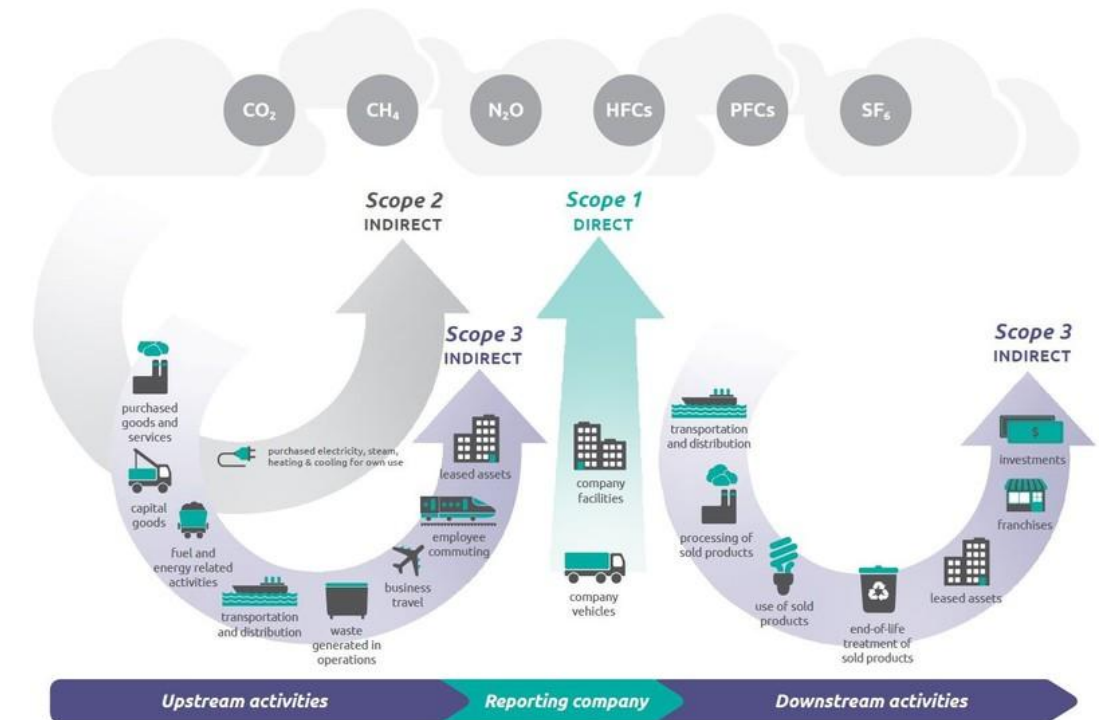 CO₂
CH₄
N₂O
HFCs
PFCs
SF₆
Scope 2
INDIRECT
Scope 1
DIRECT
Scope 3
INDIRECT
Scope 3
INDIRECT
purchased
goods and
services
capital
goods
fuel and
energy related
activities
transportation
and distribution
waste
generated in
operations
business
travel
employee
commuting
leased assets
purchased electricity, steam,
heating & cooling for own use
company
facilities
company
vehicles
transportation
and distribution
processing of
sold products
use of sold
products
end-of-life
treatment of
sold products
leased assets
franchises
$
investments
Upstream activities
Reporting company
Downstream activities